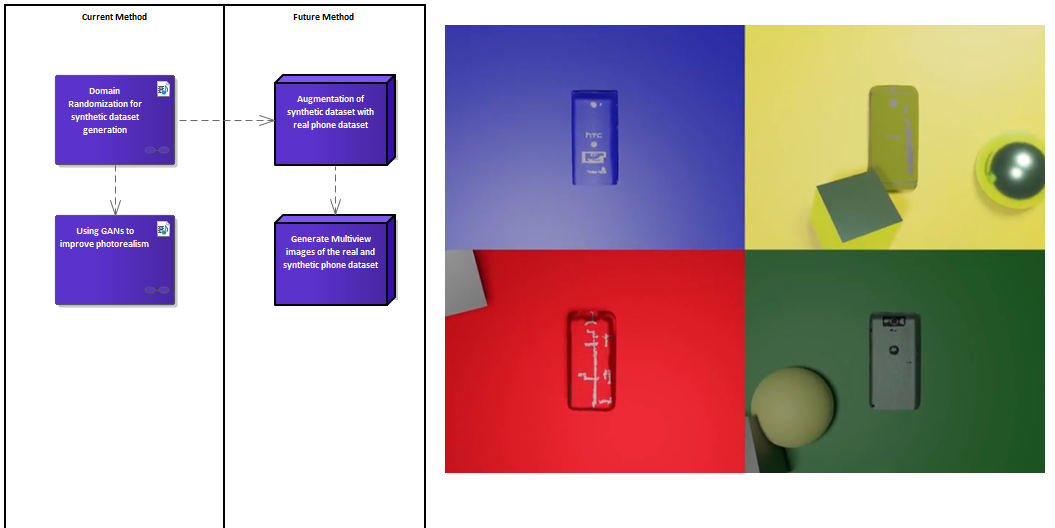 Current Method
Future Method
Domain
Randomization for
synthetic dataset
generation
Augmentation of
synthetic dataset with
real phone dataset
Using GANs to
improve photorealism
Generate Multiview
images of the real and
synthetic phone dataset
hTC